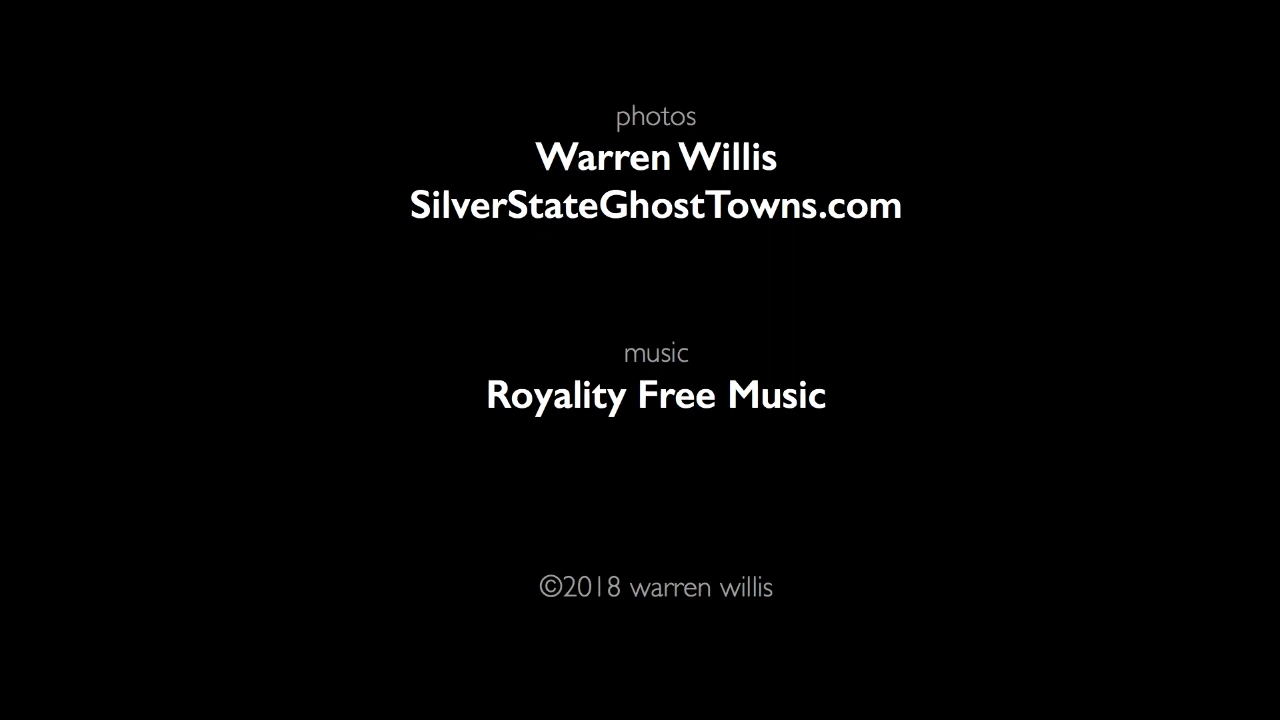 photos
Warren Willis
SilverStateGhostTowns.com
music
Royality Free Music
©2018 warren willis